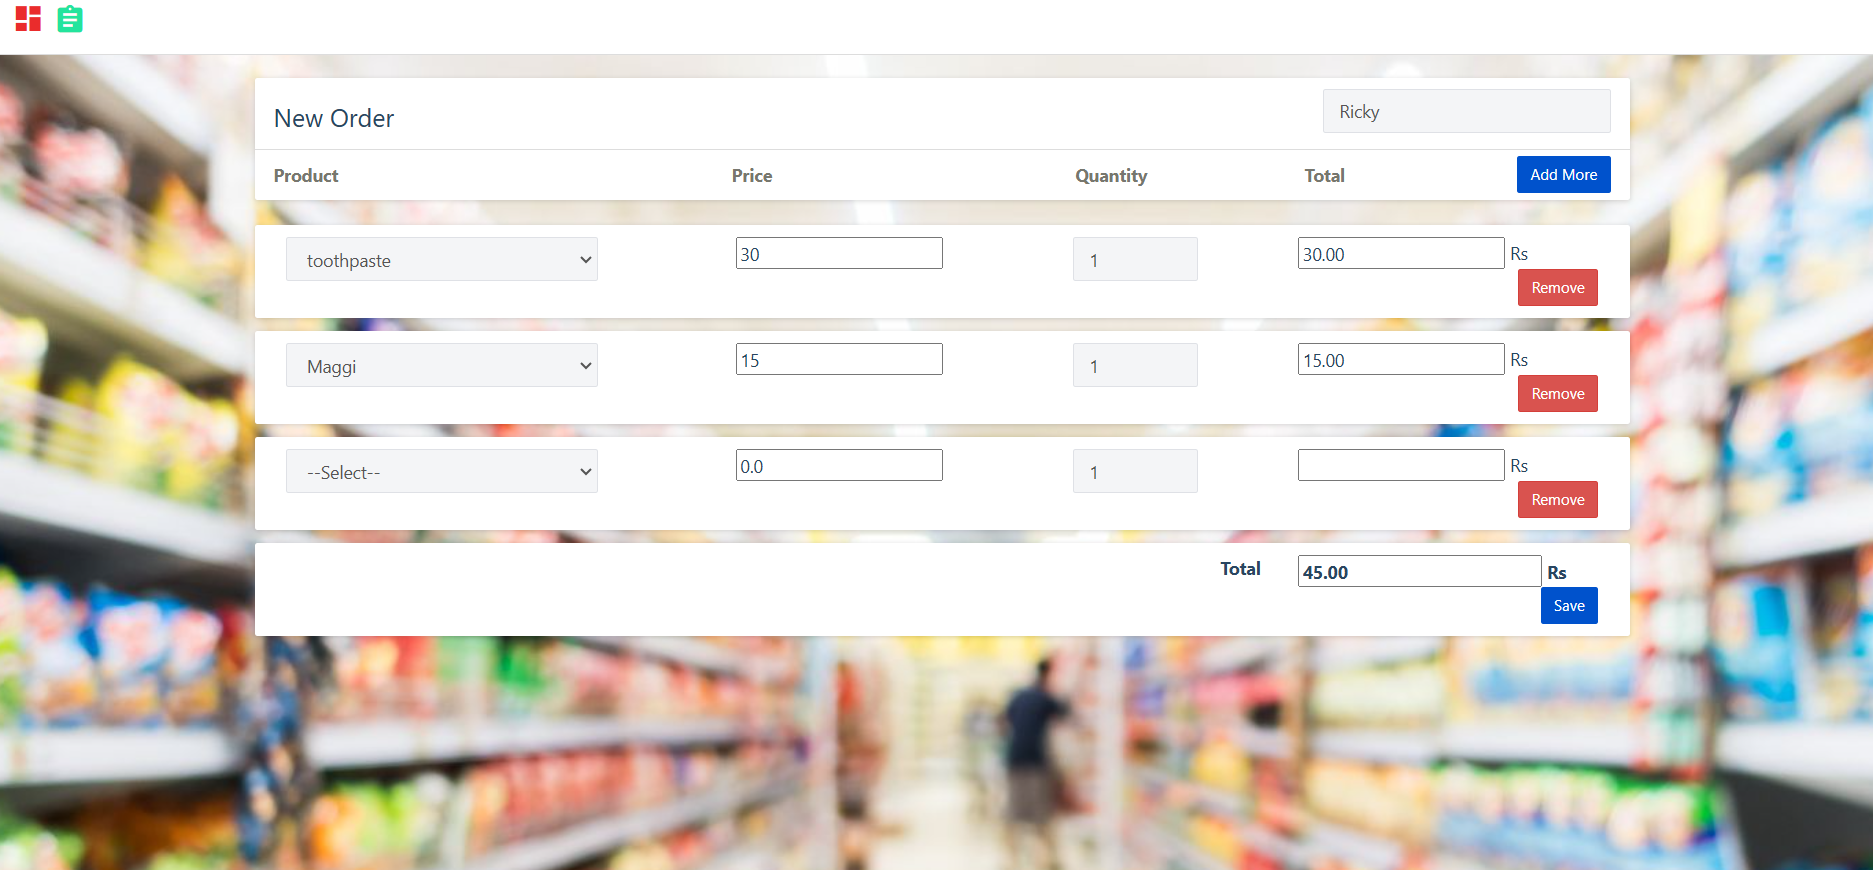 New Order Ricky
Product Price Quantity Total Add More
toothpaste 30 1 30.00 Rs
Remove
Maggi 15 1 15.00 Rs
Remove
--Select-- 0.0 1 Rs
Remove
Total 45.00 Rs
Save